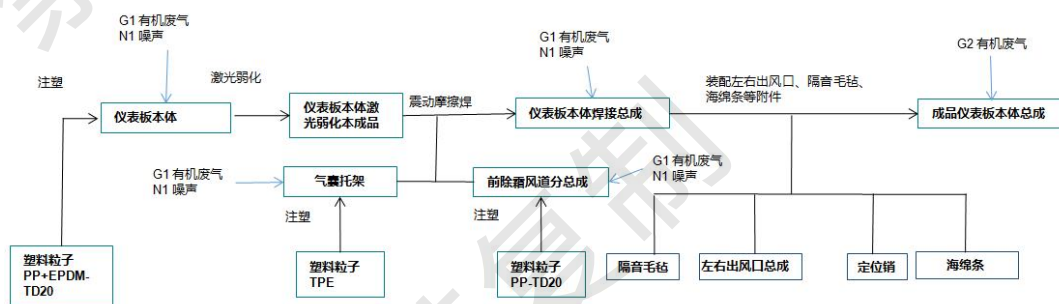 G1 有机废气
N1 噪声
G1 有机废气
N1 噪声
G2 有机废气
注塑
激光弱化
震动摩擦焊
装配左右出风口、隔音毛毡、
海绵条等附件
仪表板本体
仪表板本体激
光弱化本成品
仪表板本体焊接总成
成品仪表板本体总成
G1 有机废气
N1 噪声
气囊托架
前除霜风道分总成
G1 有机废气
N1 噪声
注塑
注塑
塑料粒子
PP+EPDM-
TD20
塑料粒子
TPE
塑料粒子
PP-TD20
隔音毛毡
左右出风口总成
定位销
海绵条
复制